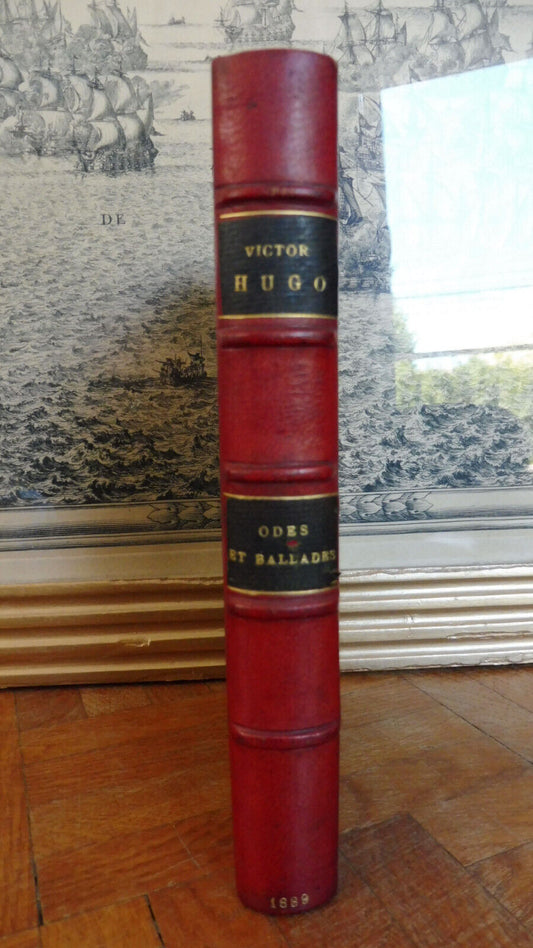 DE
VICTOR
HUGO
ODES
ET BALLADES
1889